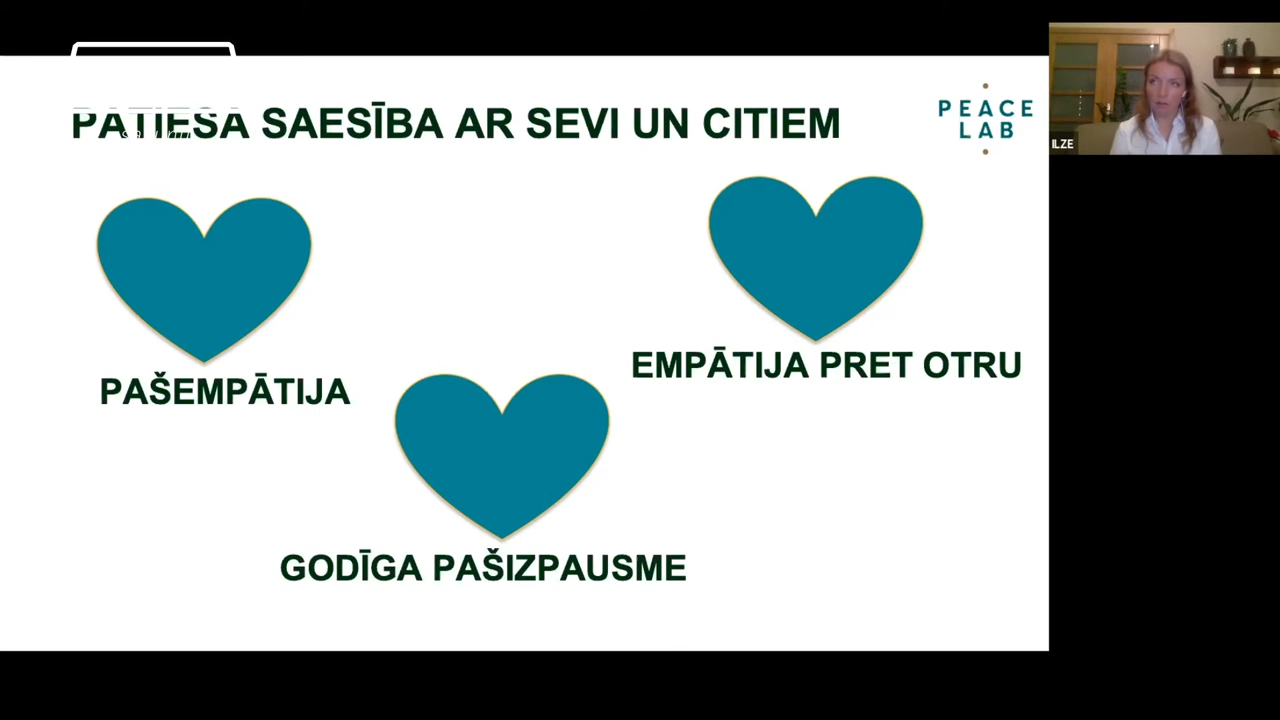 PATIESA SAESĪBA AR SEVI UN CITIEM
PEACE
LAB
ILZE
PAŠEMPĀTIJA
EMPĀTIJA PRET OTRU
GODĪGA PAŠIZPAUSME